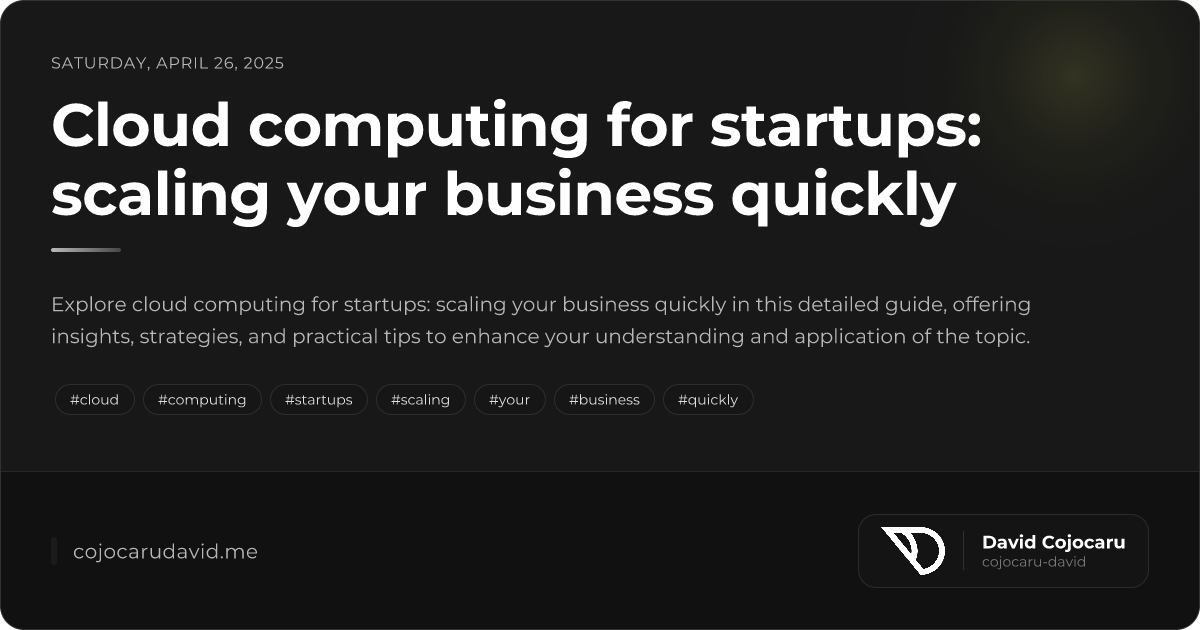 SATURDAY, APRIL 26, 2025
Cloud computing for startups:
scaling your business quickly
Explore cloud computing for startups: scaling your business quickly in this detailed guide, offering
insights, strategies, and practical tips to enhance your understanding and application of the topic.
#cloud #computing #startups #scaling #your #business #quickly
cojocarudavid.me
David Cojocaru
cojocaru-david